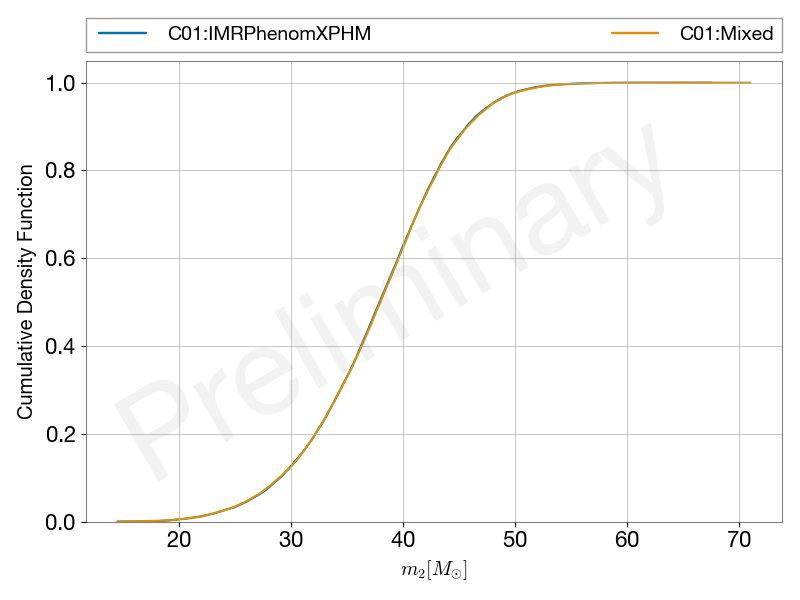 C01:IMRPhenomXPHM C01:Mixed
1.0
0.8
0.6
0.4
0.2
0.0
Cumulative Density Function
Preliminary
20 30 40 50 60 70
m₂[M⊙]